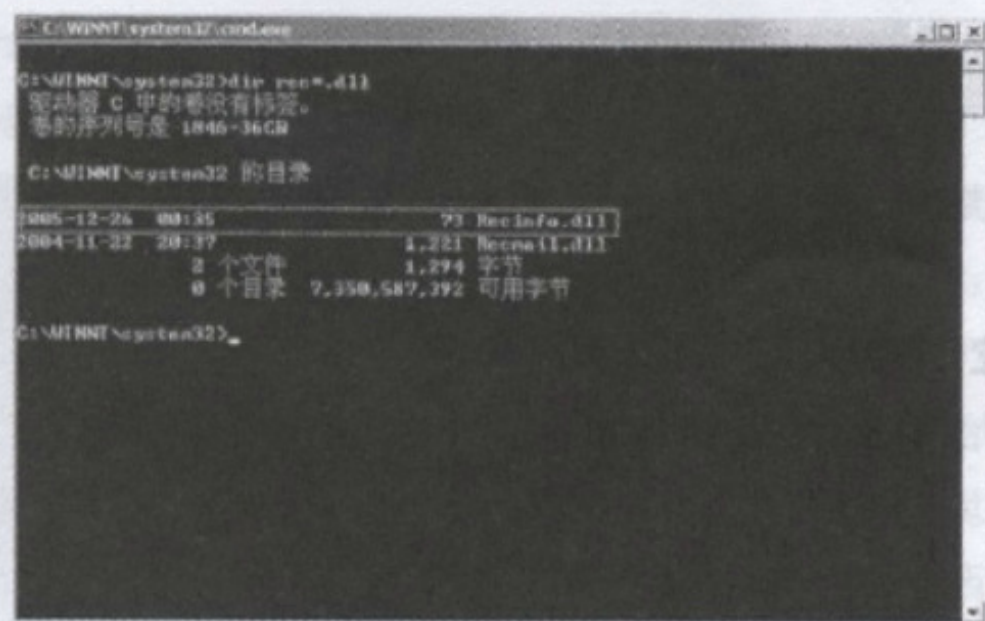 C:\WINNT\system32\cmd.exe
C:\WINNT\system32>dir rec*.dll
驱动器 C 中的卷没有标签。
卷的序列号是 1846-36CB
C:\WINNT\system32 的目录
2005-12-26 00:35 73 Recinfo.dll
2004-11-22 20:37 1,221 Recmail.dll
2 个文件 1,294 字节
0 个目录 7,350,587,392 可用字节
C:\WINNT\system32>